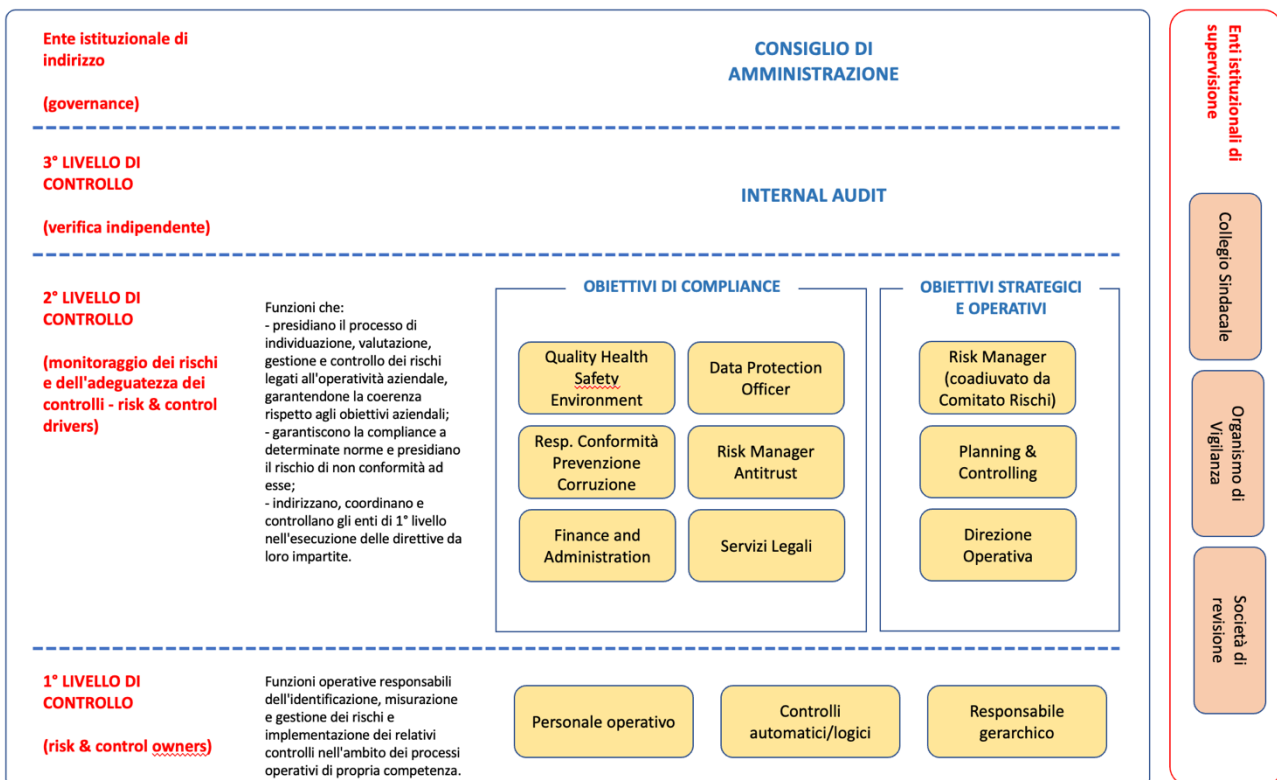 Ente istituzionale di
indirizzo
(governance)
CONSIGLIO DI
AMMINISTRAZIONE
3° LIVELLO DI
CONTROLLO
(verifica indipendente)
INTERNAL AUDIT
2° LIVELLO DI
CONTROLLO
(monitoraggio dei rischi
e dell'adeguatezza dei
controlli - risk & control
drivers)
Funzioni che:
- presidiano il processo di
individuazione, valutazione,
gestione e controllo dei rischi
legati all'operatività aziendale,
garantendone la coerenza
rispetto agli obiettivi aziendali;
- garantiscono la compliance a
determinate norme e presidiano
il rischio di non conformità ad
esse;
- indirizzano, coordinano e
controllano gli enti di 1° livello
nell'esecuzione delle direttive da
loro impartite.
OBIETTIVI DI COMPLIANCE
Quality Health
Safety
Environment
Data Protection
Officer
Resp. Conformità
Prevenzione
Corruzione
Risk Manager
Antitrust
Finance and
Administration
Servizi Legali
OBIETTIVI STRATEGICI
E OPERATIVI
Risk Manager
(coadiuvato da
Comitato Rischi)
Planning &
Controlling
Direzione
Operativa
1° LIVELLO DI
CONTROLLO
(risk & control owners)
Funzioni operative responsabili
dell'identificazione, misurazione
e gestione dei rischi e
implementazione dei relativi
controlli nell'ambito dei processi
operativi di propria competenza.
Personale operativo
Controlli
automatici/logici
Responsabile
gerarchico
Enti istituzionali di
supervisione
Collegio Sindacale
Organismo di
Vigilanza
Società di
revisione